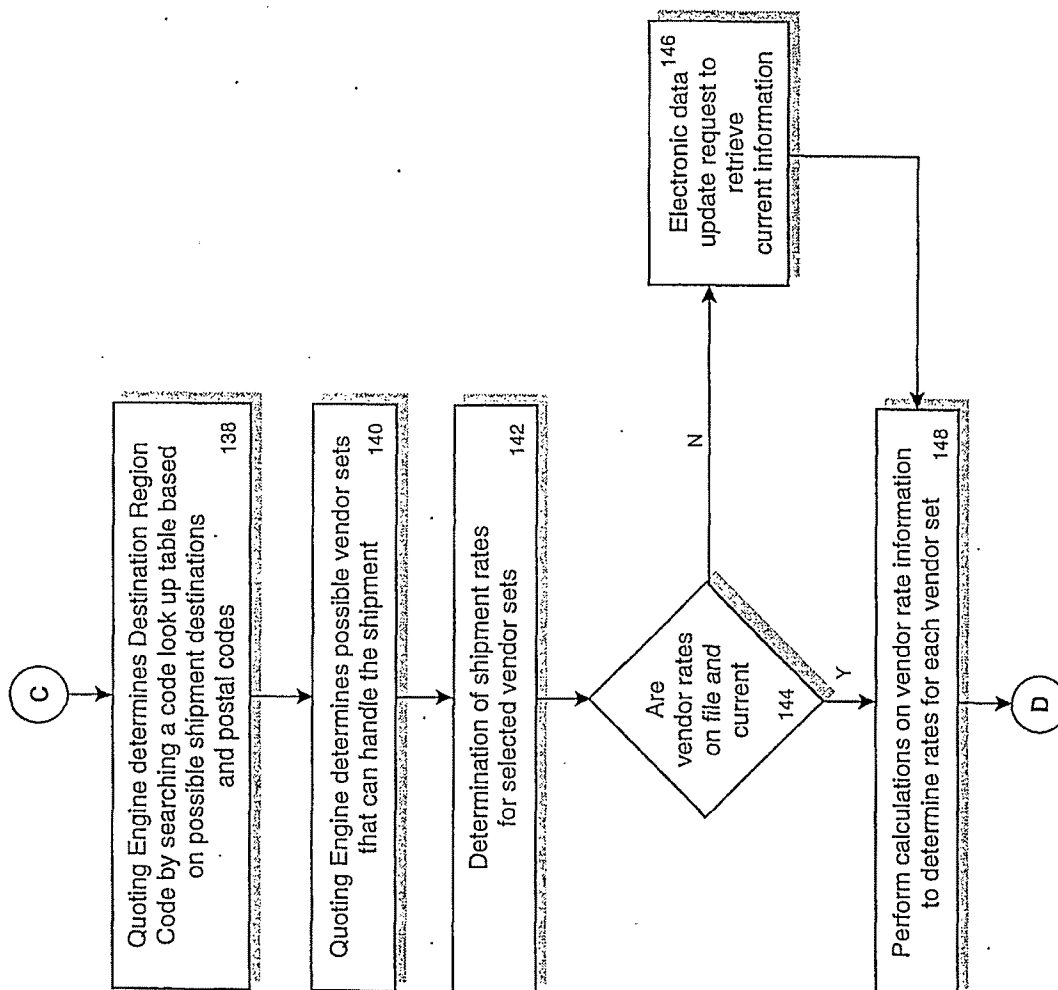 C
Quoting Engine determines Destination Region
Code by searching a code look up table based
on possible shipment destinations
and postal codes
138
Quoting Engine determines possible vendor sets
that can handle the shipment
140
Determination of shipment rates
for selected vendor sets
142
Are
vendor rates
on file and
current
144
N
Y
Electronic data
146
update request to
retrieve
current information
Perform calculations on vendor rate information
to determine rates for each vendor set
148
D